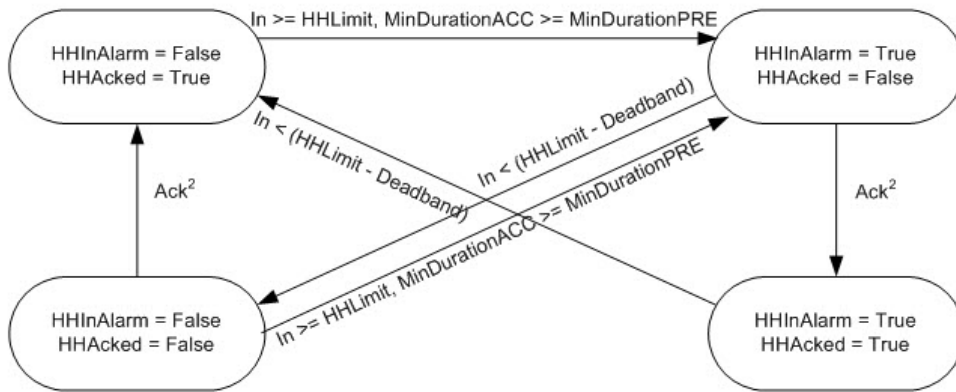 In >= HHLimit, MinDurationACC >= MinDurationPRE
HHInAlarm = False
HHAcked = True
HHInAlarm = True
HHAcked = False
In < (HHLimit - Deadband)
In < (HHLimit - Deadband)
In >= HHLimit, MinDurationACC >= MinDurationPRE
Ack²
Ack²
HHInAlarm = False
HHAcked = False
HHInAlarm = True
HHAcked = True